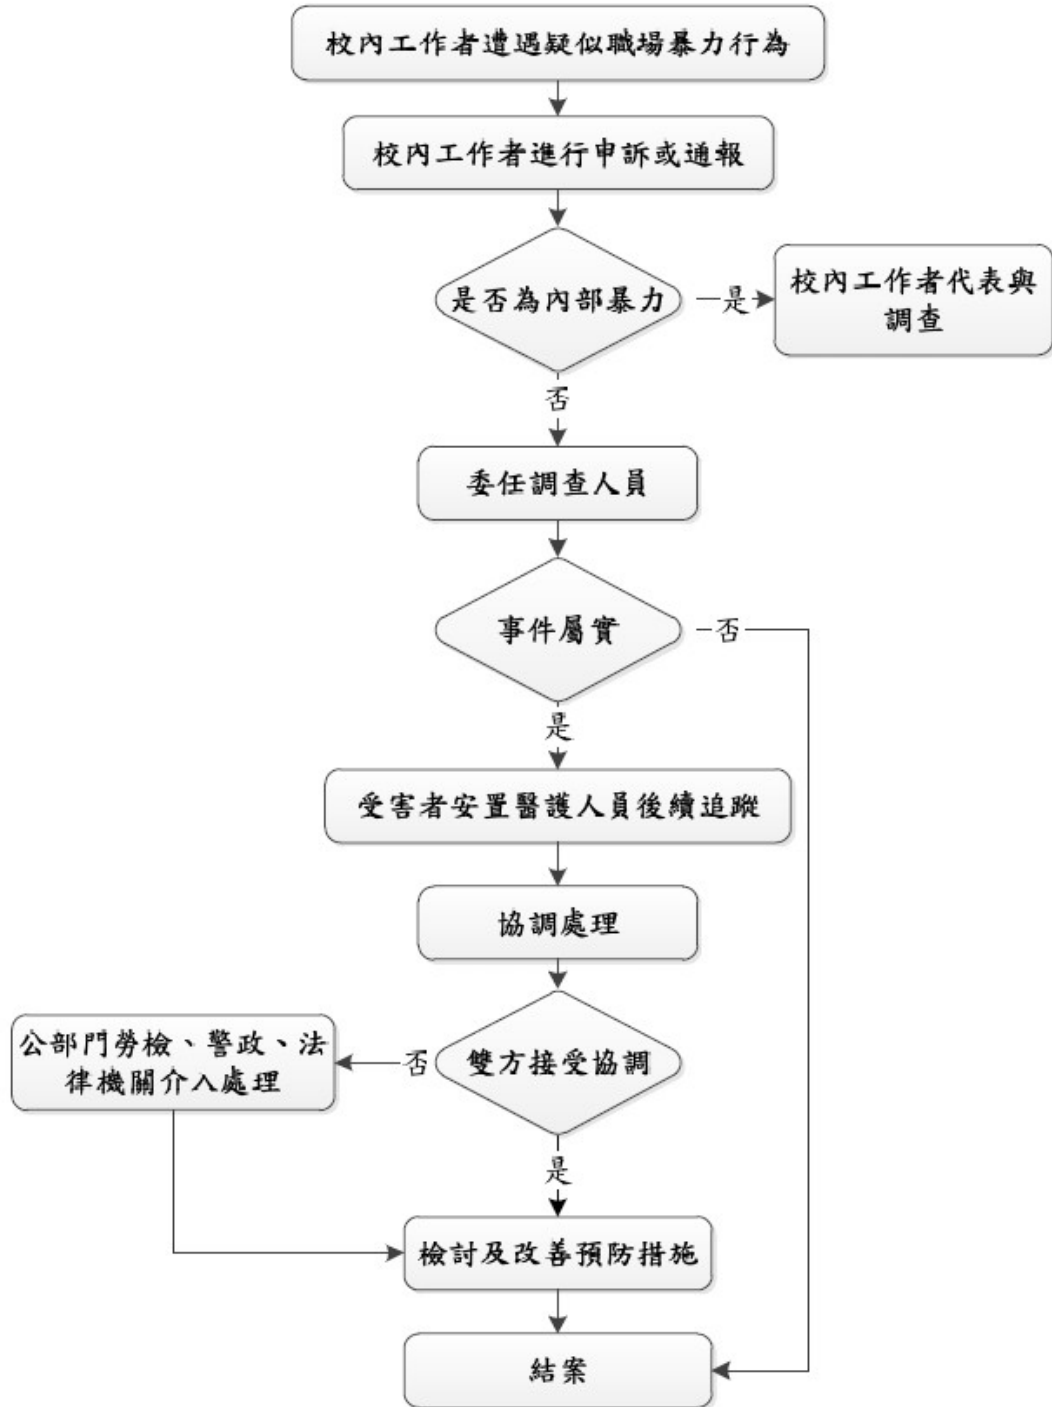 校內工作者遭遇疑似職場暴力行為
校內工作者進行申訴或通報
是否為內部暴力
是
校內工作者代表與
調查
否
委任調查人員
事件屬實
否
是
受害者安置醫護人員後續追蹤
協調處理
雙方接受協調
否
公部門勞檢、警政、法
律機關介入處理
是
檢討及改善預防措施
結案